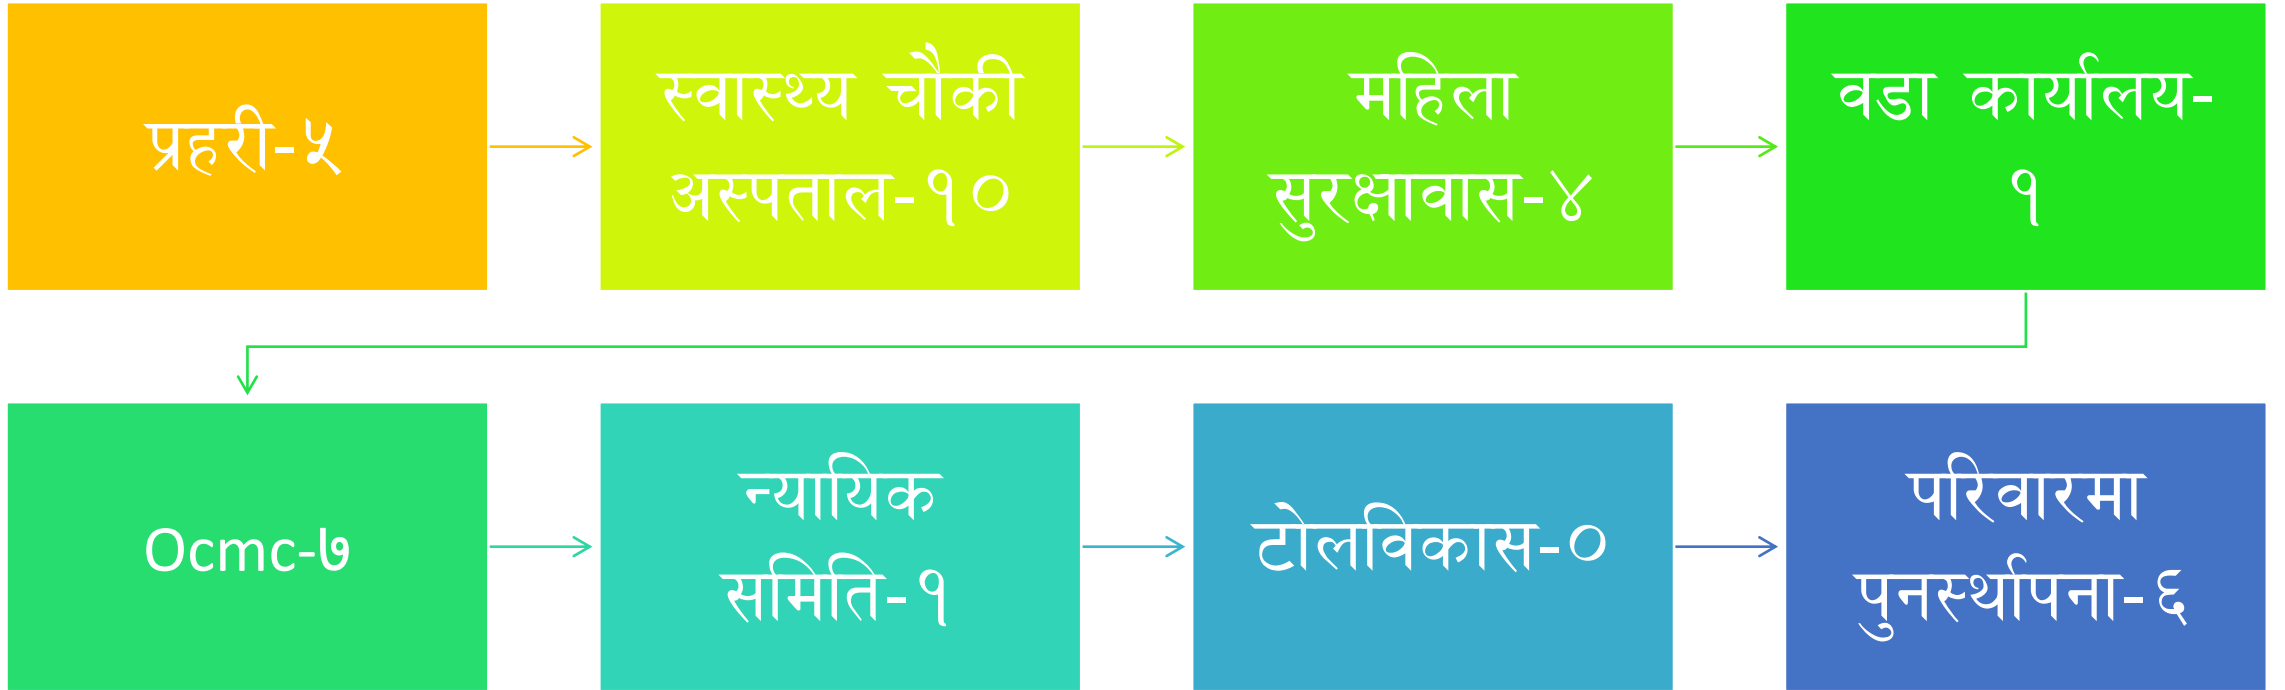 प्रहरी-५
स्वास्थ्य चौकी
अस्पताल-१०
महिला
सुरक्षावास-४
वडा कार्यालय-
१
Ocmc-७
न्यायिक
समिति-१
टोलविकास-०
परिवारमा
पुनर्स्थापना-६